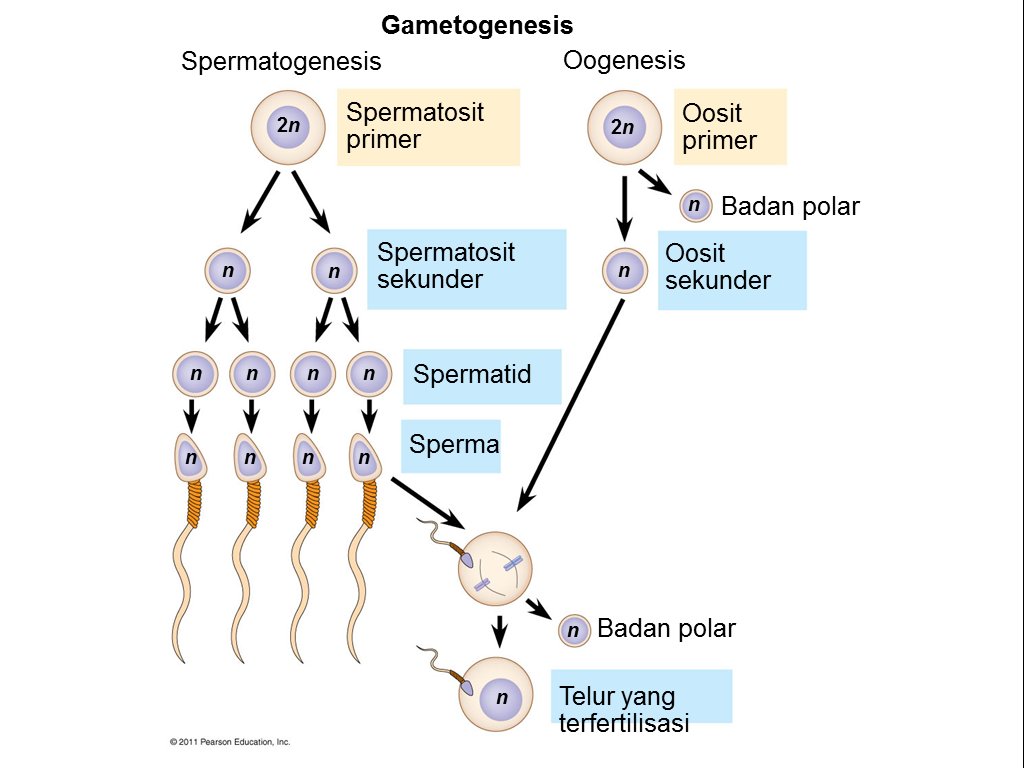 Gametogenesis
Spermatogenesis
Oogenesis
2n
Spermatosit
primer
2n
Oosit
primer
n
Badan polar
n
n
Spermatosit
sekunder
n
Oosit
sekunder
n
n
n
n
Spermatid
n
n
n
n
Sperma
n
Badan polar
n
Telur yang
terfertilisasi
© 2011 Pearson Education, Inc.